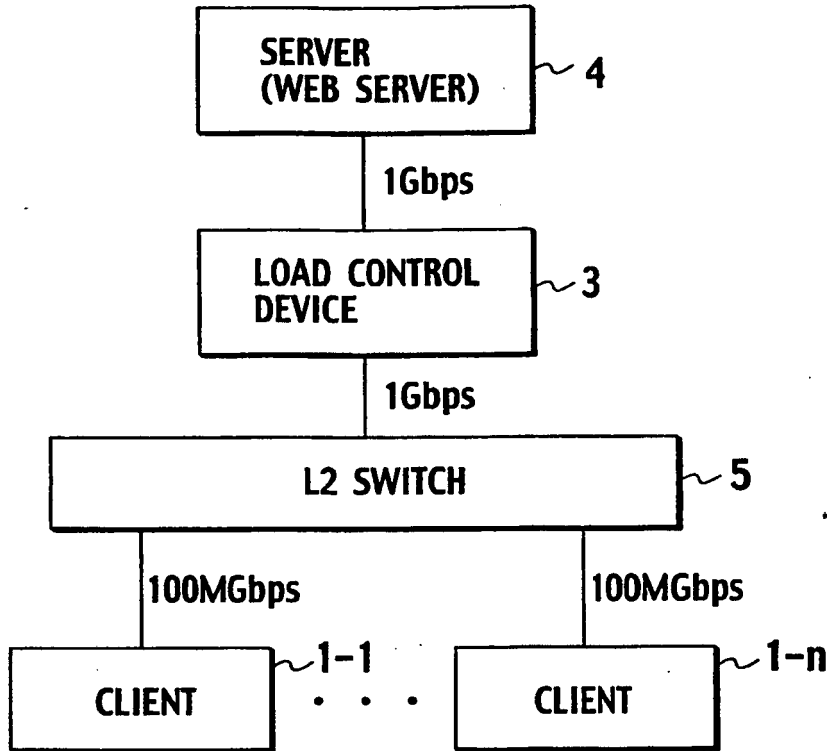 SERVER
(WEB SERVER)
4
1Gbps
LOAD CONTROL
DEVICE
3
1Gbps
L2 SWITCH
5
100MGbps
100MGbps
1-1
1-n
CLIENT
. . .
CLIENT